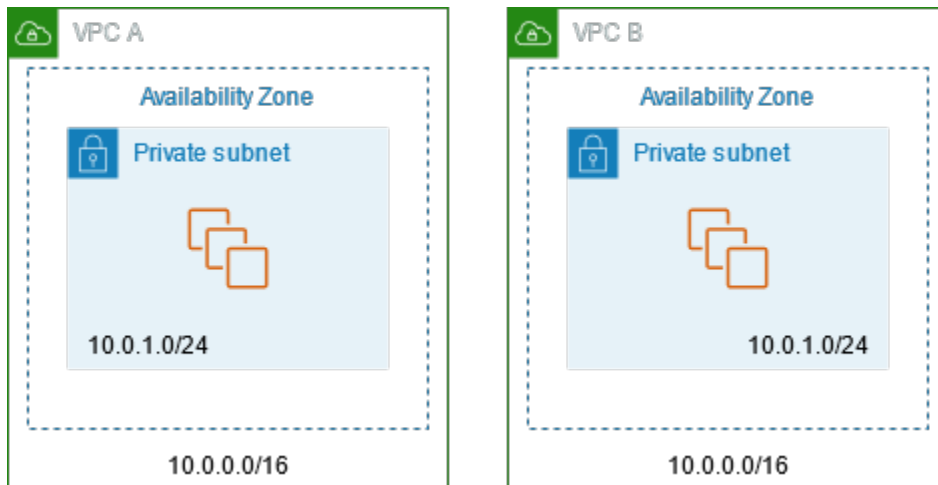 VPC A
Availability Zone
Private subnet
10.0.1.0/24
10.0.0.0/16
VPC B
Availability Zone
Private subnet
10.0.1.0/24
10.0.0.0/16